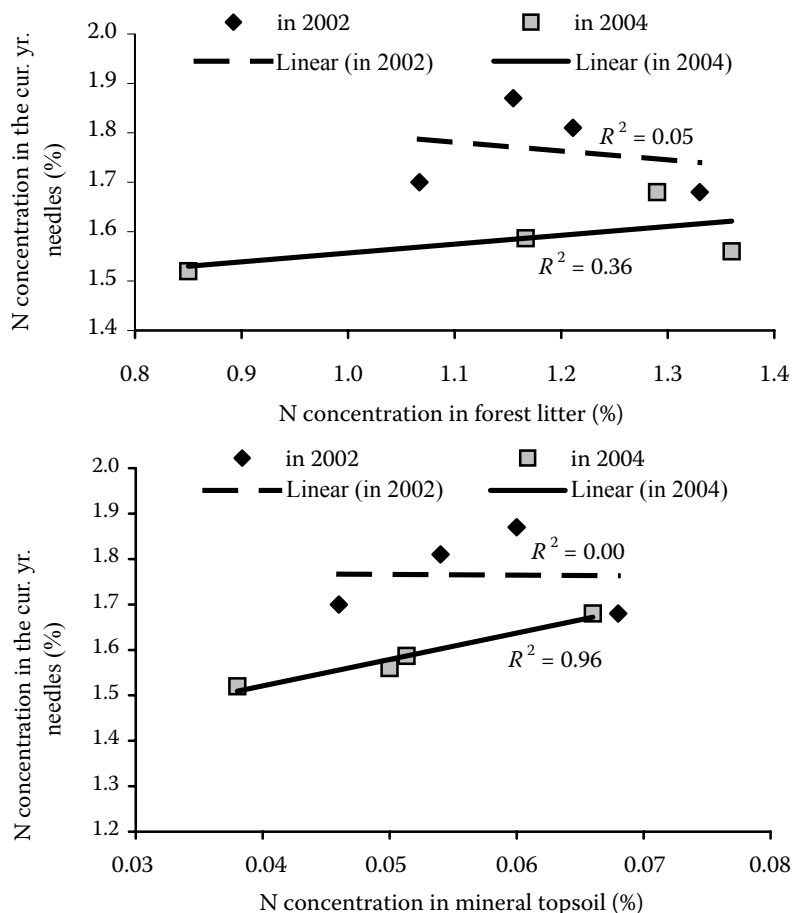 in 2002 in 2004
Linear (in 2002) Linear (in 2004)
N concentration in the cur. yr.
needles (%)
2.0
1.9
1.8
1.7
1.6
1.5
1.4
R² = 0.05
R² = 0.36
0.8 0.9 1.0 1.1 1.2 1.3 1.4
N concentration in forest litter (%)
in 2002 in 2004
Linear (in 2002) Linear (in 2004)
N concentration in the cur. yr.
needles (%)
2.0
1.9
1.8
1.7
1.6
1.5
1.4
1.3
1.2
R² = 0.00
R² = 0.96
0.03 0.04 0.05 0.06 0.07 0.08
N concentration in mineral topsoil (%)